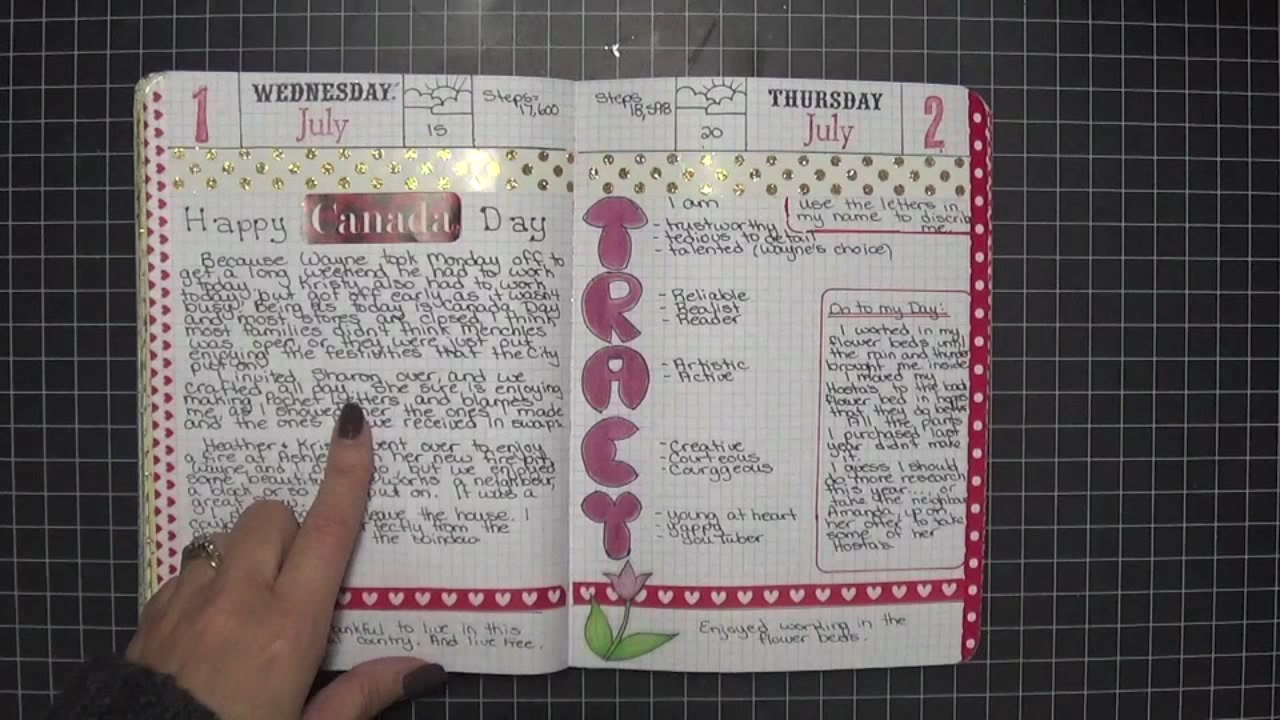 1
WEDNESDAY.
July
15
Steps=
17,600
Happy Canada Day
Because Wayne took Monday off to
get a long weekend he had to work
today. Kristy also had to work
today, but got off early as it wasn't
busy. Being its today is Canada Day
and most stores are closed I think
most families didn't think Menchies
was open or they were just out
enjoying the festivities that the City
put on.
I invited Sharon over, and we
crafted all day. She sure is enjoying
making Pocket Letters and blames
me as I showed her the ones I made
and the ones we received in swaps.
Heather + went over to enjoy
a fire at her new fire pit.
Wayne and I , but we enjoyed
some a neighbour,
a block or so put on. It was a
great
leave the house. I
from the
the window
thankful to live in this
country. And live free.
Steps
18,598
20
THURSDAY
July
2
I am
use the letters in
my name to discribe
me.
T
- trustworthy
- tedious to detail
- talented (Wayne's choice)
R
- Reliable
- Realist
- Reader
A
- Artistic
- Active
C
- Creative
- Courteous
- Courageous
Y
- young at heart
- yappy
- youtuber
On to my Day:
I worked in my
flower beds until
the rain and thunder
brought me inside
I moved my
Hosta's to the back
flower bed in hopes
that they do better
All the plants
I purchased last
year didn't make
it.
I guess I should
do more research
this year.... or
take the neighbour
Amanda, up on
her offer to take
some of her
Hosta's.
Enjoyed working in the
flower beds.